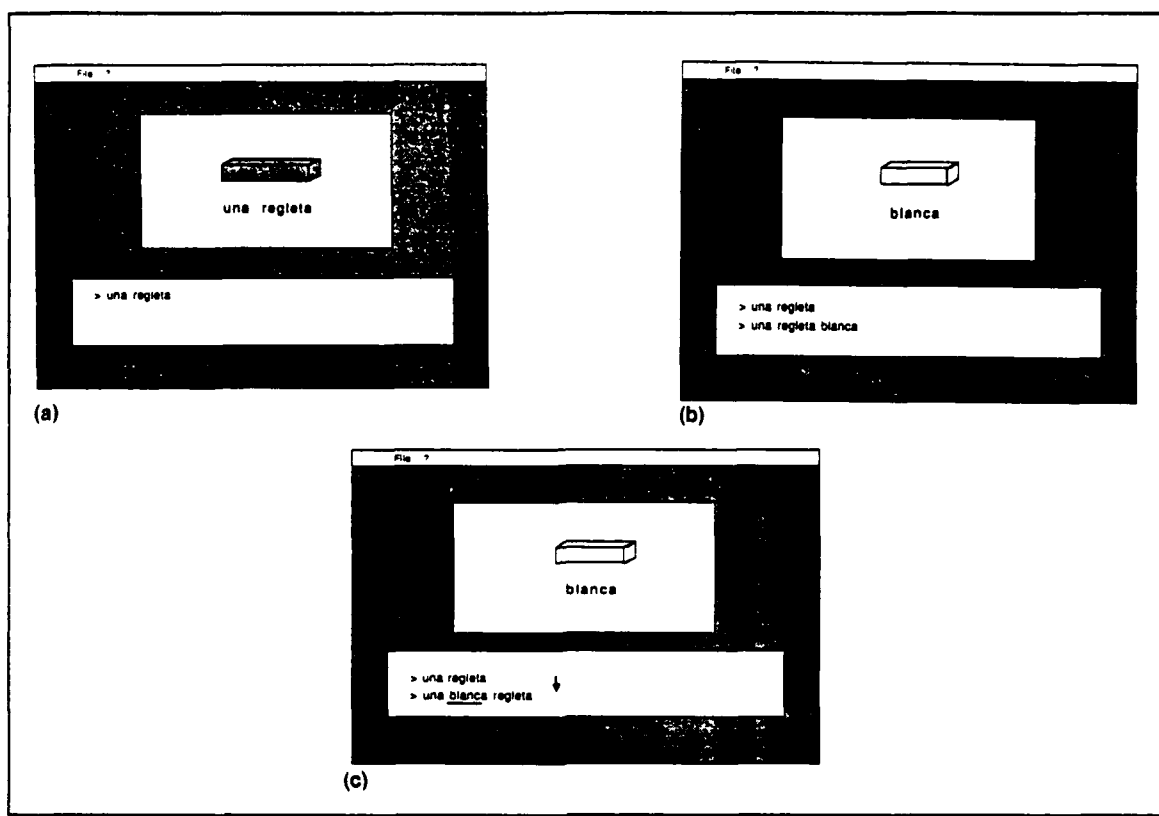 File ?
una regleta
> una regleta
(a)
File ?
blanca
> una regleta
> una regleta blanca
(b)
File ?
blanca
> una regleta
> una blanca regleta
(c)